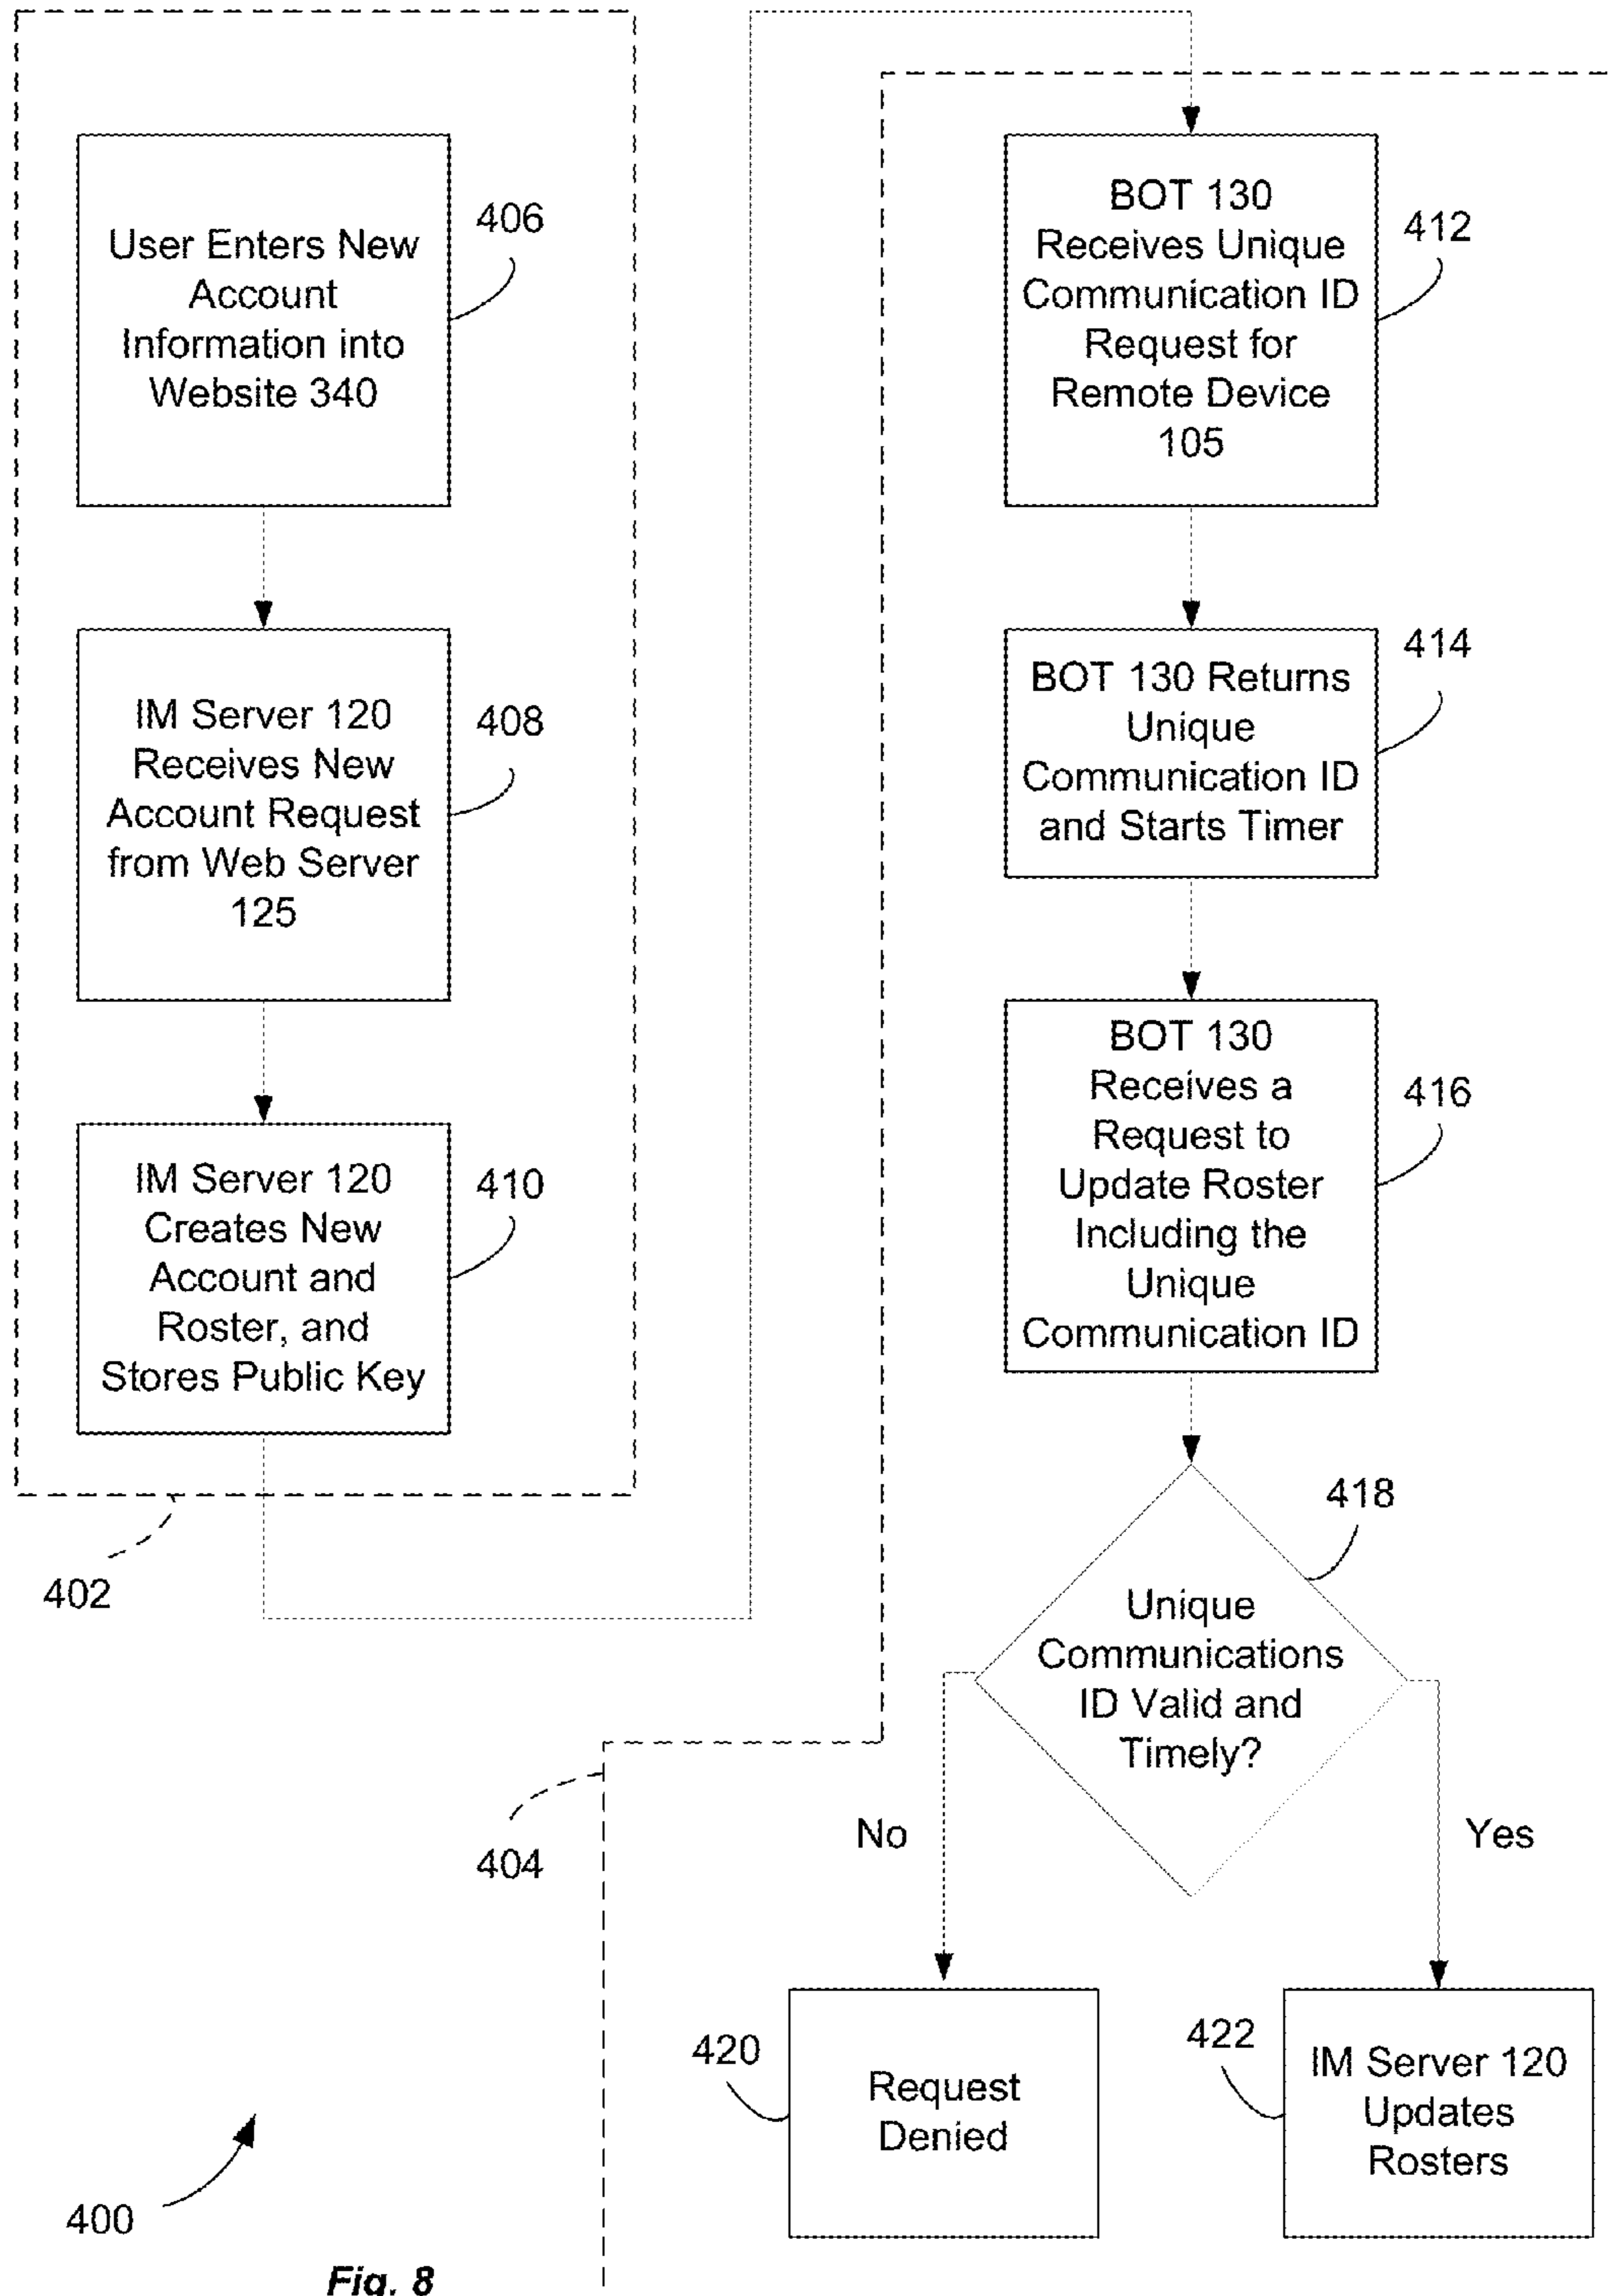 User Enters New
Account
Information into
Website 340
406
IM Server 120
Receives New
Account Request
from Web Server
125
408
IM Server 120
Creates New
Account and
Roster, and
Stores Public Key
410
402
BOT 130
Receives Unique
Communication ID
Request for
Remote Device
105
412
BOT 130 Returns
Unique
Communication ID
and Starts Timer
414
BOT 130
Receives a
Request to
Update Roster
Including the
Unique
Communication ID
416
Unique
Communications
ID Valid and
Timely?
418
404
No
Yes
420
Request
Denied
422
IM Server 120
Updates
Rosters
400
Fig. 8